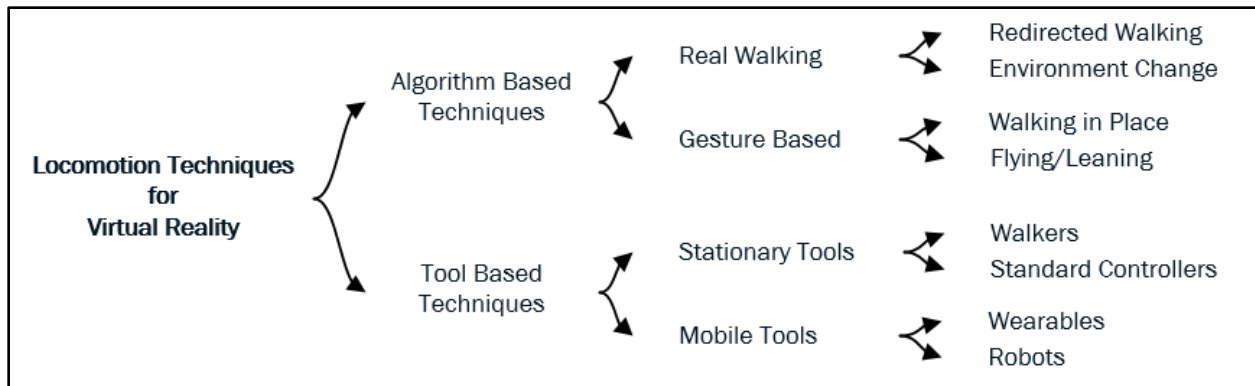 Locomotion Techniques
for
Virtual Reality
Algorithm Based
Techniques
Real Walking
Redirected Walking
Environment Change
Gesture Based
Walking in Place
Flying/Leaning
Tool Based
Techniques
Stationary Tools
Walkers
Standard Controllers
Mobile Tools
Wearables
Robots